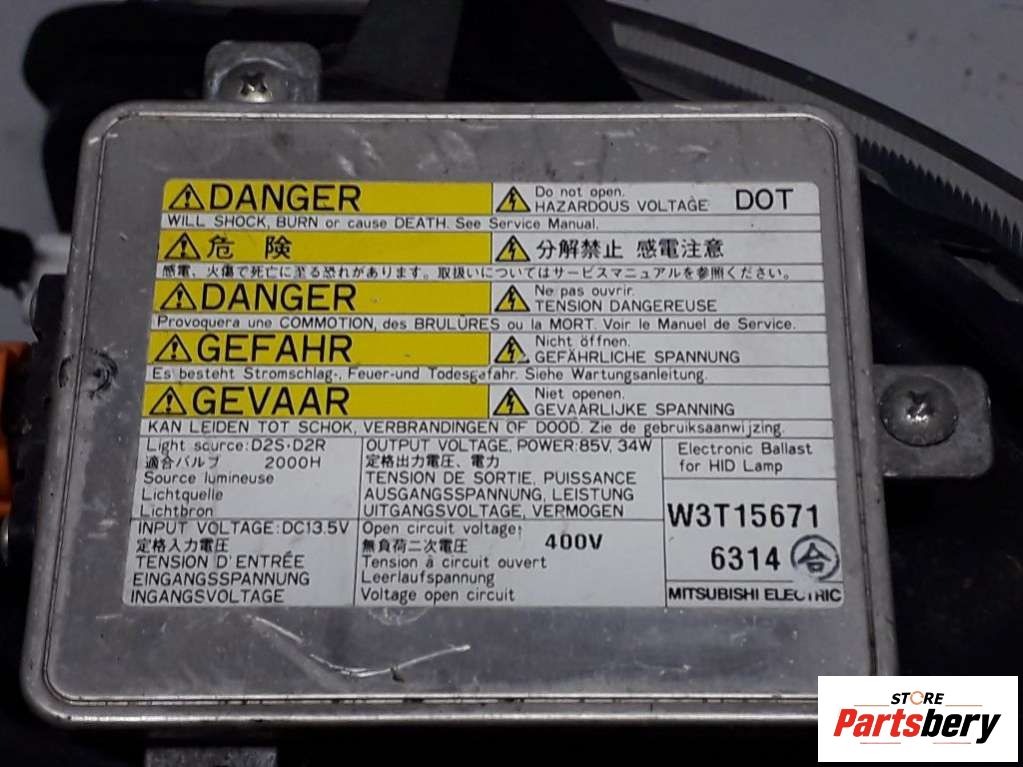 DANGER
Do not open.
HAZARDOUS VOLTAGE
DOT
WILL SHOCK, BURN or cause DEATH. See Service Manual.
危 険
分解禁止 感電注意
感電、火傷で死亡に至る恐れがあります。取扱いについてはサービスマニュアルを参照ください。
DANGER
Ne pas ouvrir.
TENSION DANGEREUSE
Provoquera une COMMOTION, des BRULÛRES ou la MORT. Voir le Manuel de Service.
GEFAHR
Nicht öffnen.
GEFÄHRLICHE SPANNUNG
Es besteht Stromschlag-, Feuer-und Todesgefahr. Siehe Wartungsanleitung.
GEVAAR
Niet openen.
GEVAARLIJKE SPANNING
KAN LEIDEN TOT SCHOK, VERBRANDINGEN OF DOOD. Zie de gebruiksaanwijzing.
Light source:D2S・D2R
適合バルブ 2000H
Source lumineuse
Lichtquelle
Lichtbron
OUTPUT VOLTAGE, POWER:85V, 34W
定格出力電圧、電力
TENSION DE SORTIE, PUISSANCE
AUSGANGSSPANNUNG, LEISTUNG
UITGANGSVOLTAGE, VERMOGEN
Electronic Ballast
for HID Lamp
INPUT VOLTAGE:DC13.5V
定格入力電圧
TENSION D'ENTRÉE
EINGANGSSPANNUNG
INGANGSVOLTAGE
Open circuit voltage:
無負荷二次電圧 400V
Tension à circuit ouvert
Leerlaufspannung
Voltage open circuit
W3T15671
6314 合
MITSUBISHI ELECTRIC
STORE
Partsbery